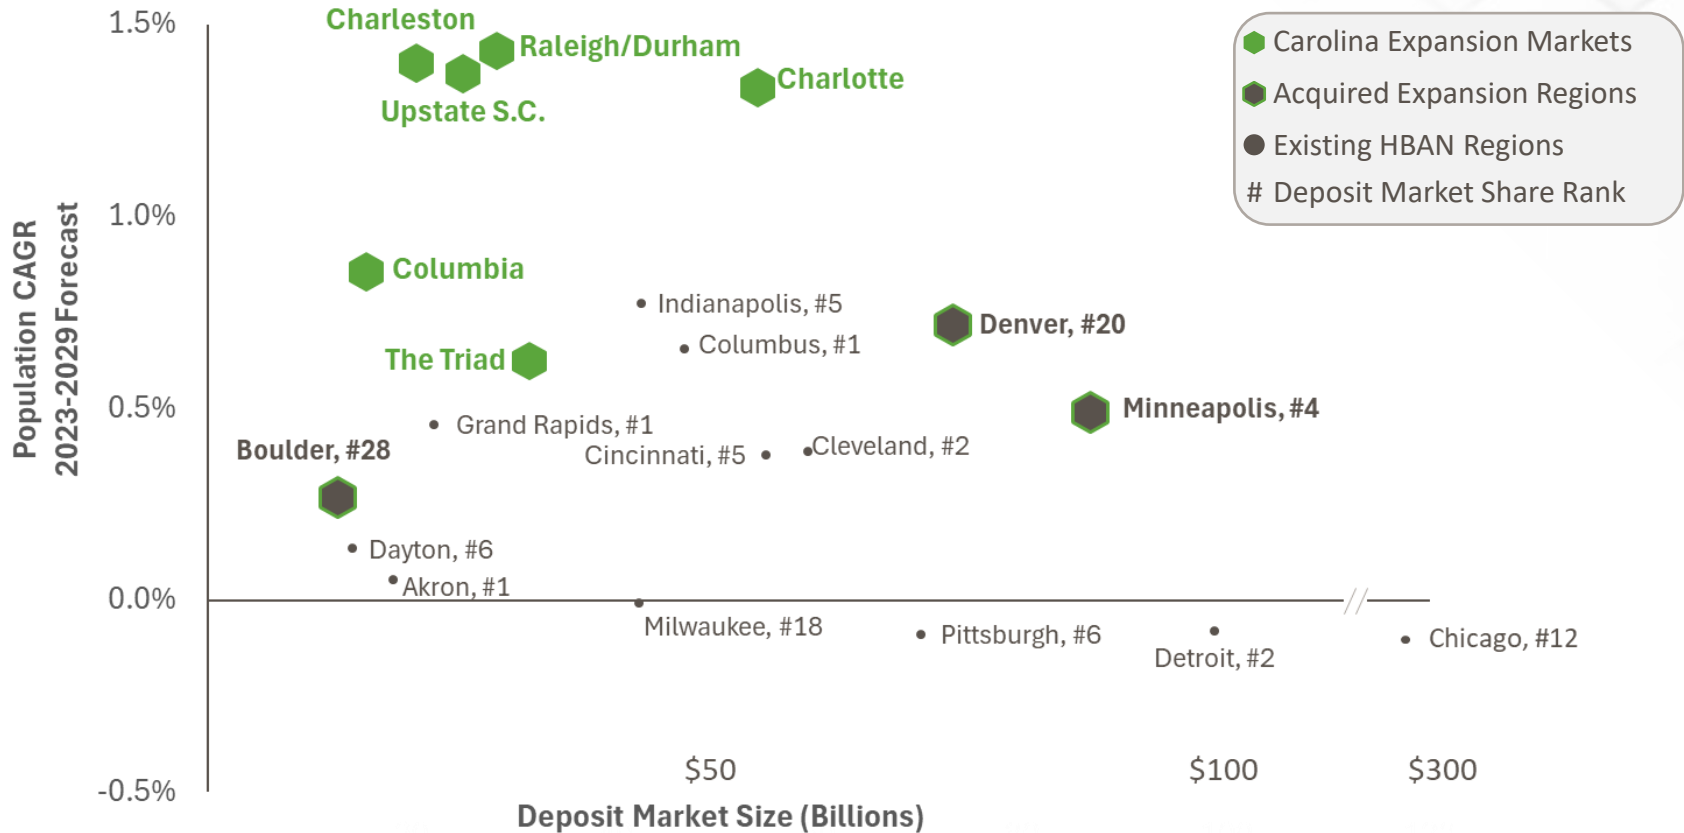 1.5%
Charleston
Raleigh/Durham
Upstate S.C.
Charlotte
Carolina Expansion Markets
Acquired Expansion Regions
Existing HBAN Regions
# Deposit Market Share Rank
1.0%
Population CAGR
2023-2029 Forecast
Columbia
Indianapolis, #5
Columbus, #1
Denver, #20
The Triad
0.5%
Minneapolis, #4
Grand Rapids, #1
Boulder, #28
Cincinnati, #5
Cleveland, #2
Dayton, #6
Akron, #1
0.0%
Milwaukee, #18
Pittsburgh, #6
Detroit, #2
Chicago, #12
-0.5%
$50
$100
$300
Deposit Market Size (Billions)